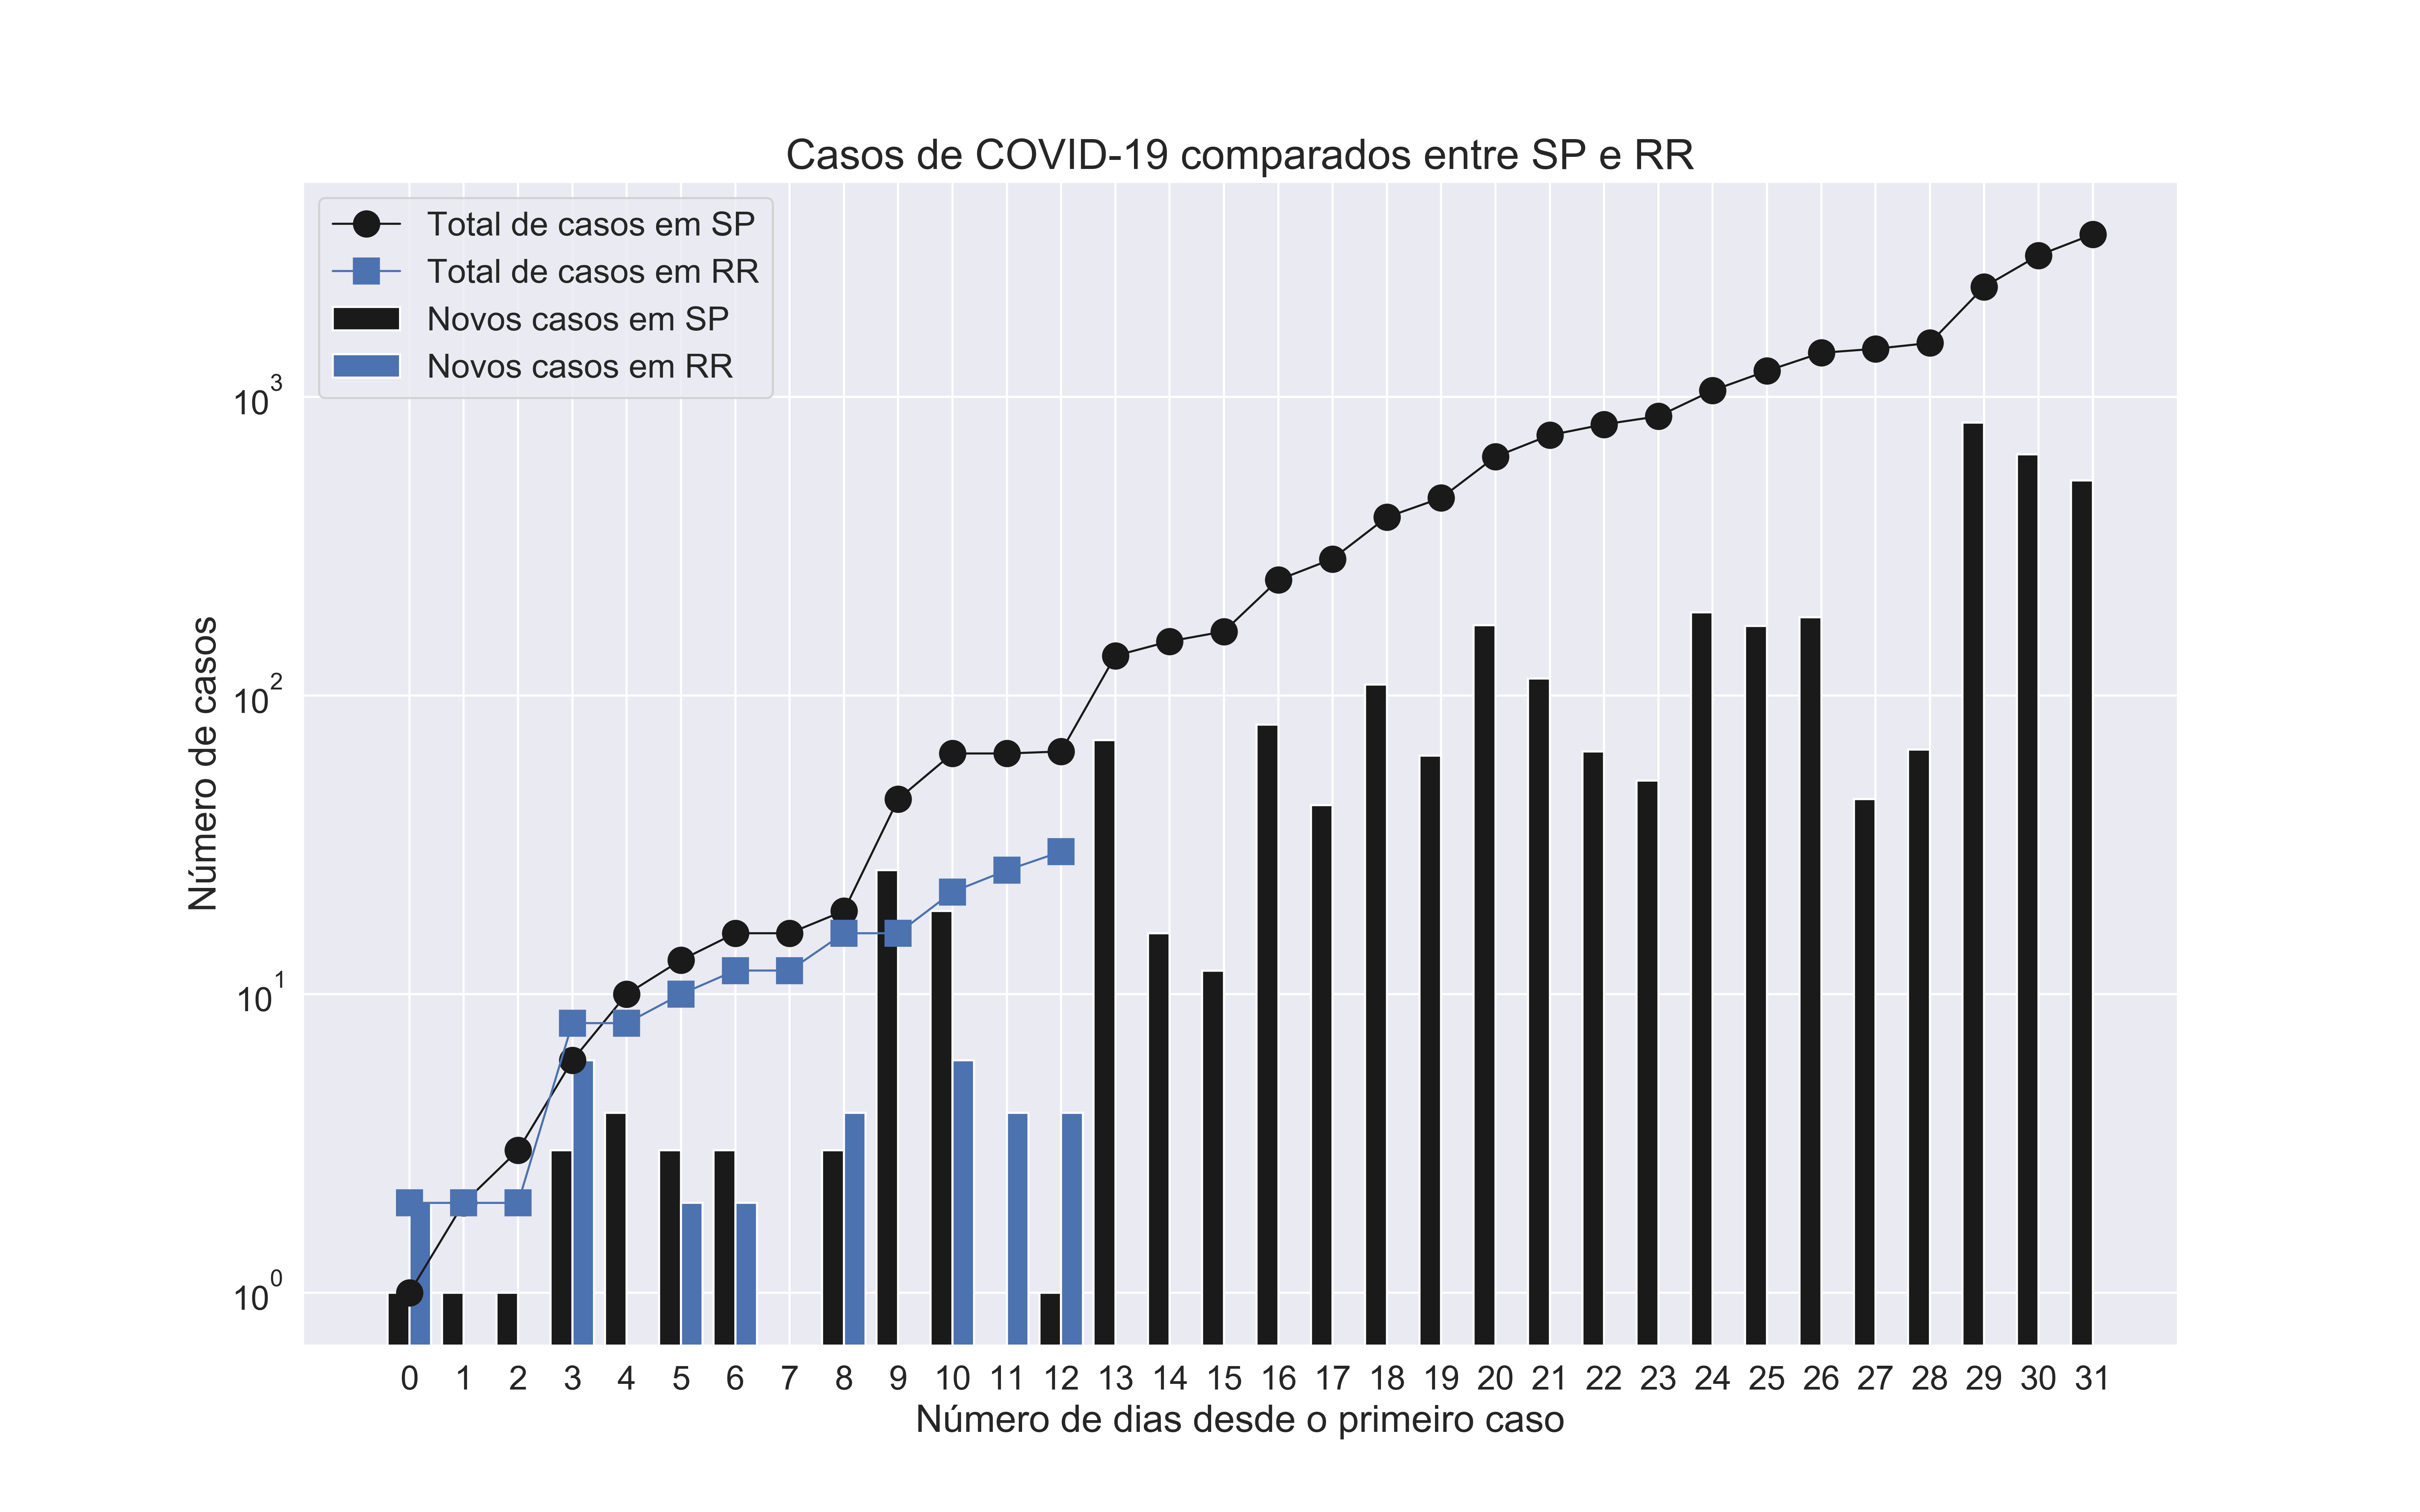 Casos de COVID-19 comparados entre SP e RR
Total de casos em SP
Total de casos em RR
Novos casos em SP
Novos casos em RR
10³
10²
10¹
10⁰
Número de casos
0 1 2 3 4 5 6 7 8 9 10 11 12 13 14 15 16 17 18 19 20 21 22 23 24 25 26 27 28 29 30 31
Número de dias desde o primeiro caso